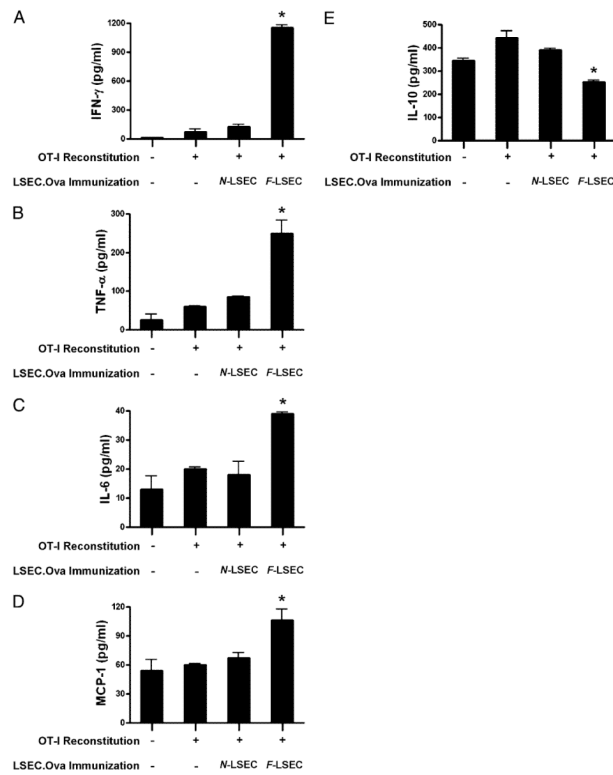 A
IFN-γ (pg/ml)
1200
900
600
300
0
*
OT-I Reconstitution - + + +
LSEC.Ova Immunization - - N-LSEC F-LSEC
B
TNF-α (pg/ml)
300
200
100
0
*
OT-I Reconstitution - + + +
LSEC.Ova Immunization - - N-LSEC F-LSEC
C
IL-6 (pg/ml)
40
30
20
10
0
*
OT-I Reconstitution - + + +
LSEC.Ova Immunization - - N-LSEC F-LSEC
D
MCP-1 (pg/ml)
120
90
60
30
0
*
OT-I Reconstitution - + + +
LSEC.Ova Immunization - - N-LSEC F-LSEC
E
IL-10 (pg/ml)
500
400
300
200
100
0
*
OT-I Reconstitution - + + +
LSEC.Ova Immunization - - N-LSEC F-LSEC